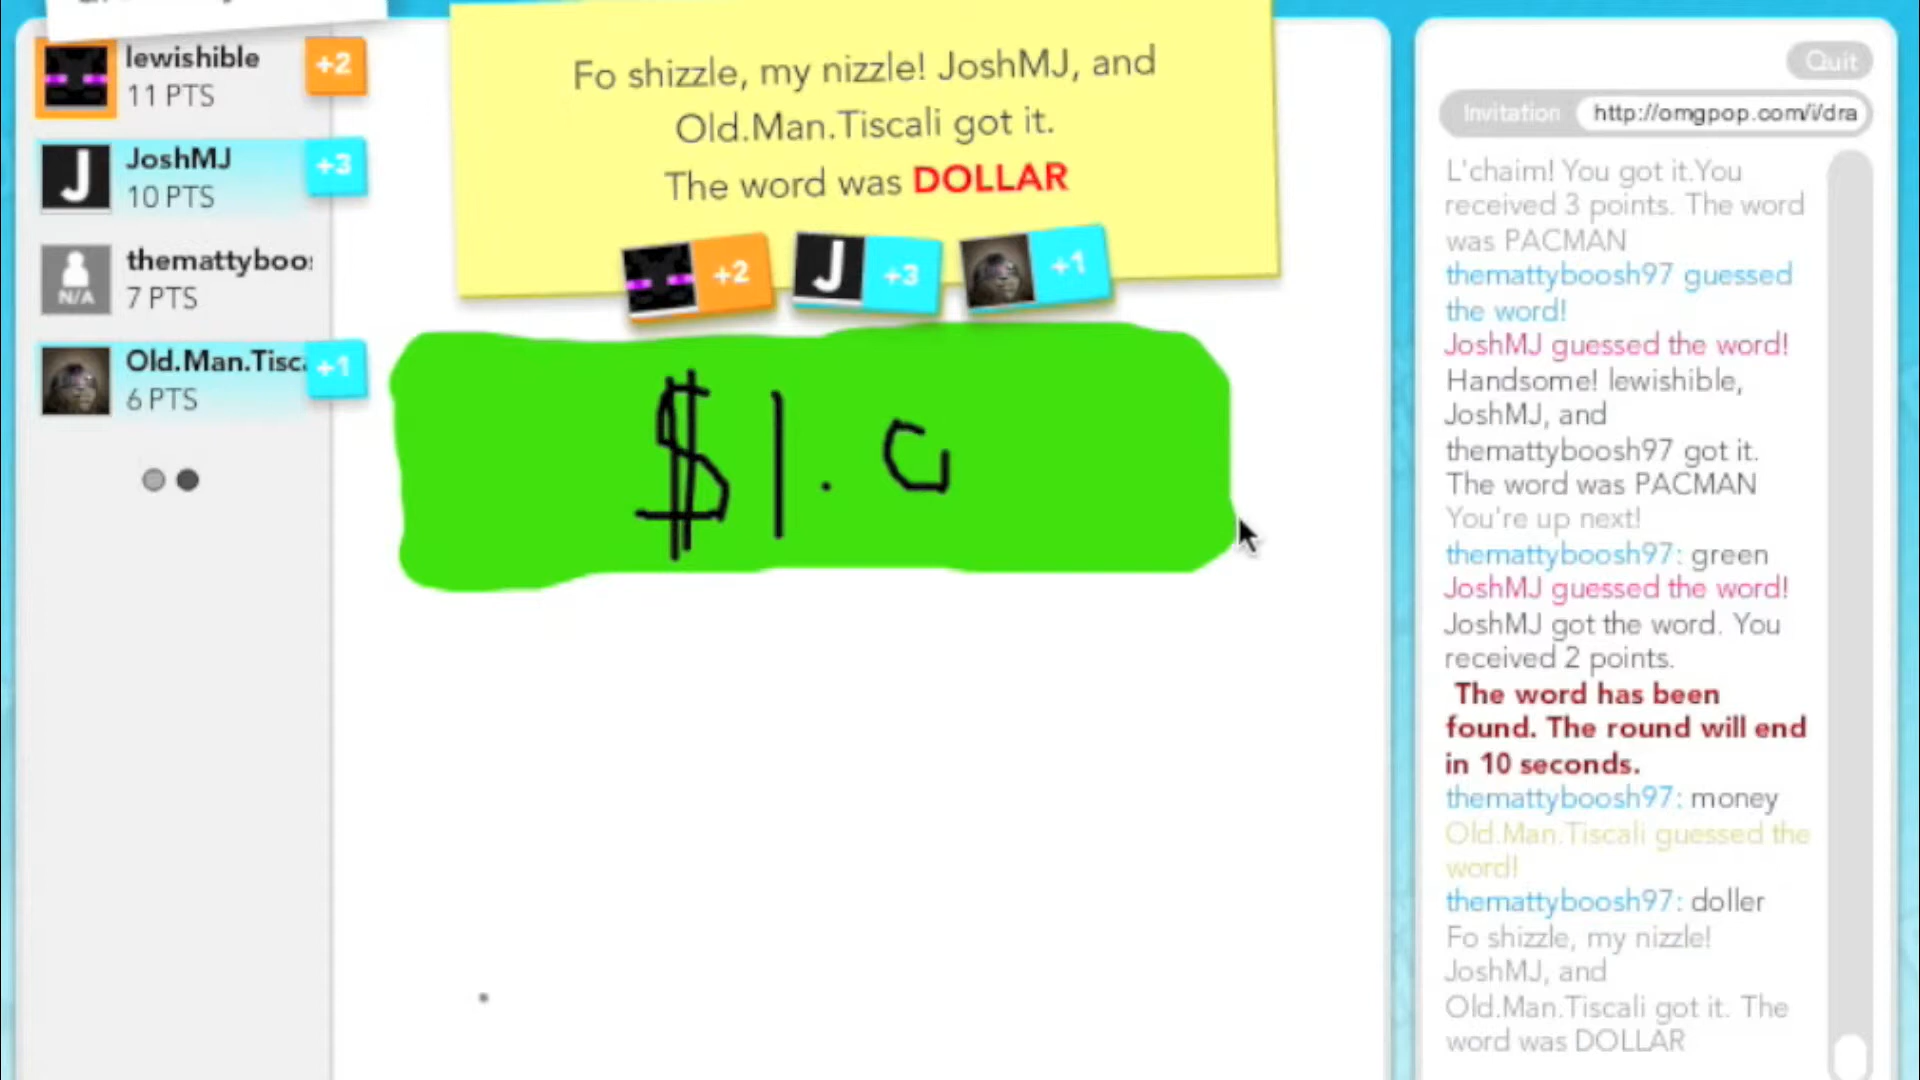 lewishible
11 PTS
+2
JoshMJ
10 PTS
+3
J
themattyboo
7 PTS
N/A
Old.Man.Tisc
6 PTS
+1
Fo shizzle, my nizzle! JoshMJ, and
Old.Man.Tiscali got it.
The word was DOLLAR
+2
J +3
+1
$1.
Quit
Invitation http://omgpop.com/i/dra
L'chaim! You got it.You
received 3 points. The word
was PACMAN
themattyboosh97 guessed
the word!
JoshMJ guessed the word!
Handsome! lewishible,
JoshMJ, and
themattyboosh97 got it.
The word was PACMAN
You're up next!
themattyboosh97: green
JoshMJ guessed the word!
JoshMJ got the word. You
received 2 points.
The word has been
found. The round will end
in 10 seconds.
themattyboosh97: money
Old.Man.Tiscali guessed the
word!
themattyboosh97: doller
Fo shizzle, my nizzle!
JoshMJ, and
Old.Man.Tiscali got it. The
word was DOLLAR